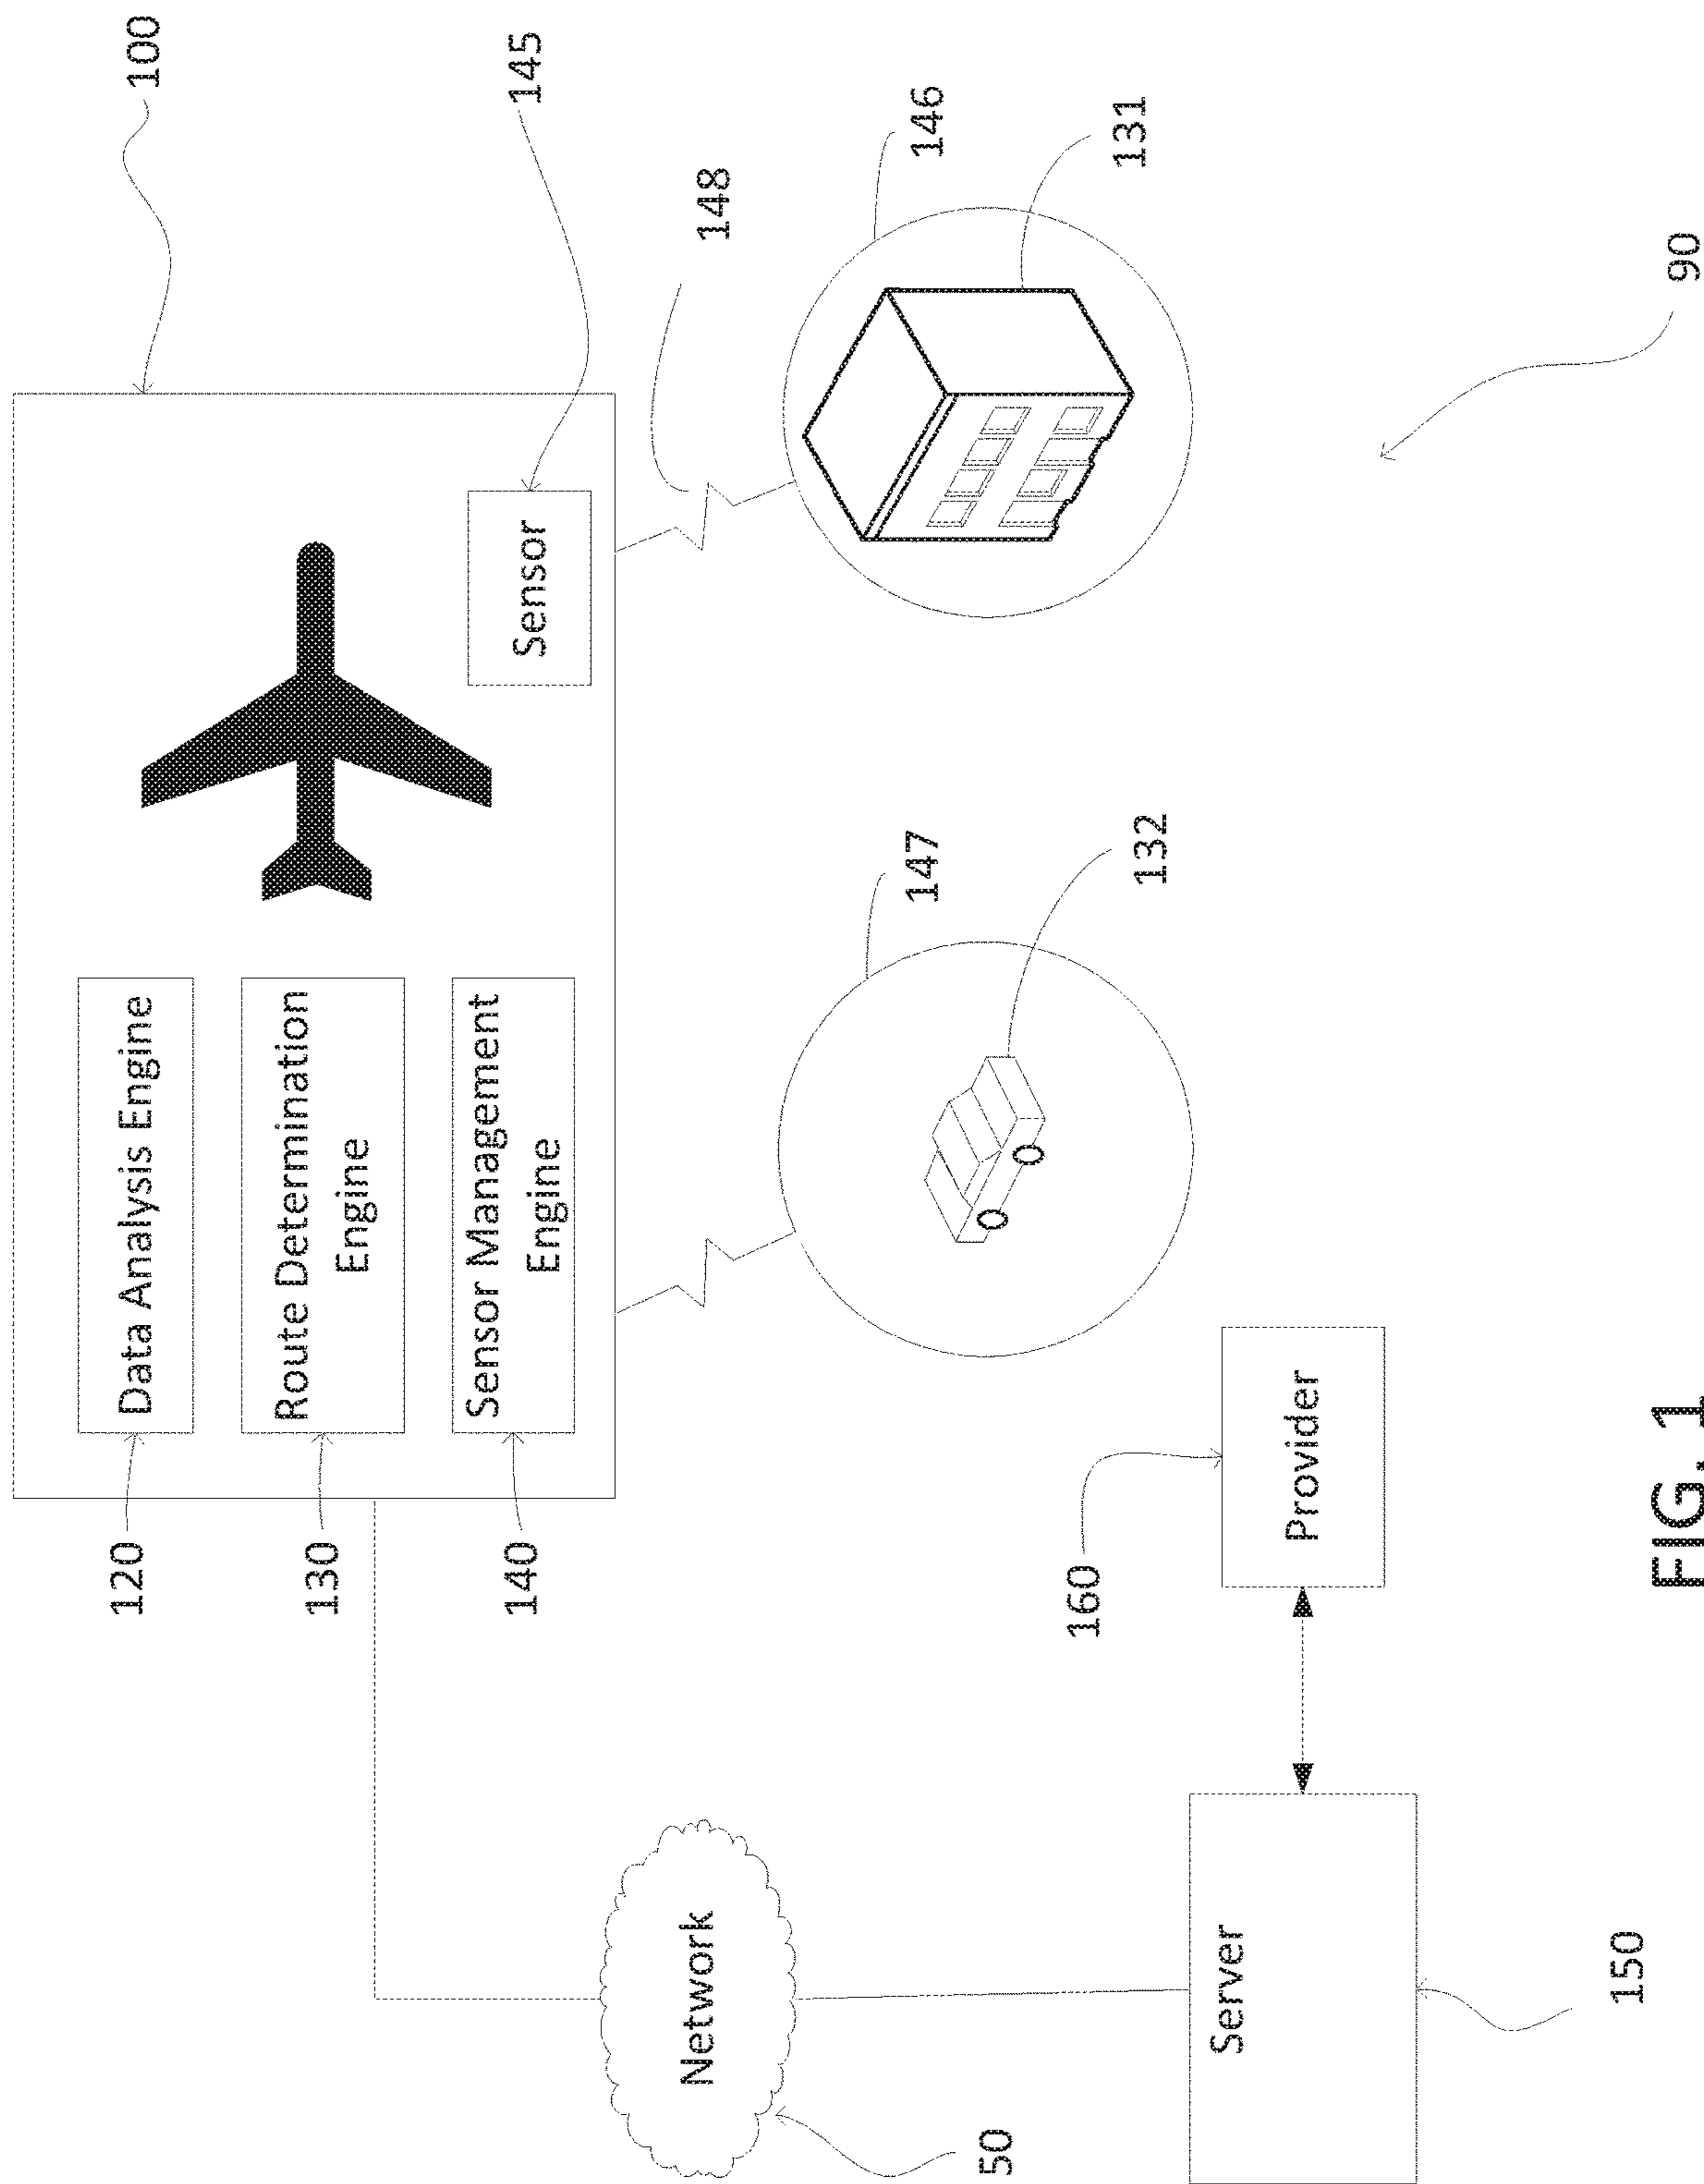 100
120
Data Analysis Engine
130
Route Determination
Engine
140
Sensor Management
Engine
Sensor
145
148
146
131
147
132
Network
50
160
Provider
Server
150
90
FIG. 1